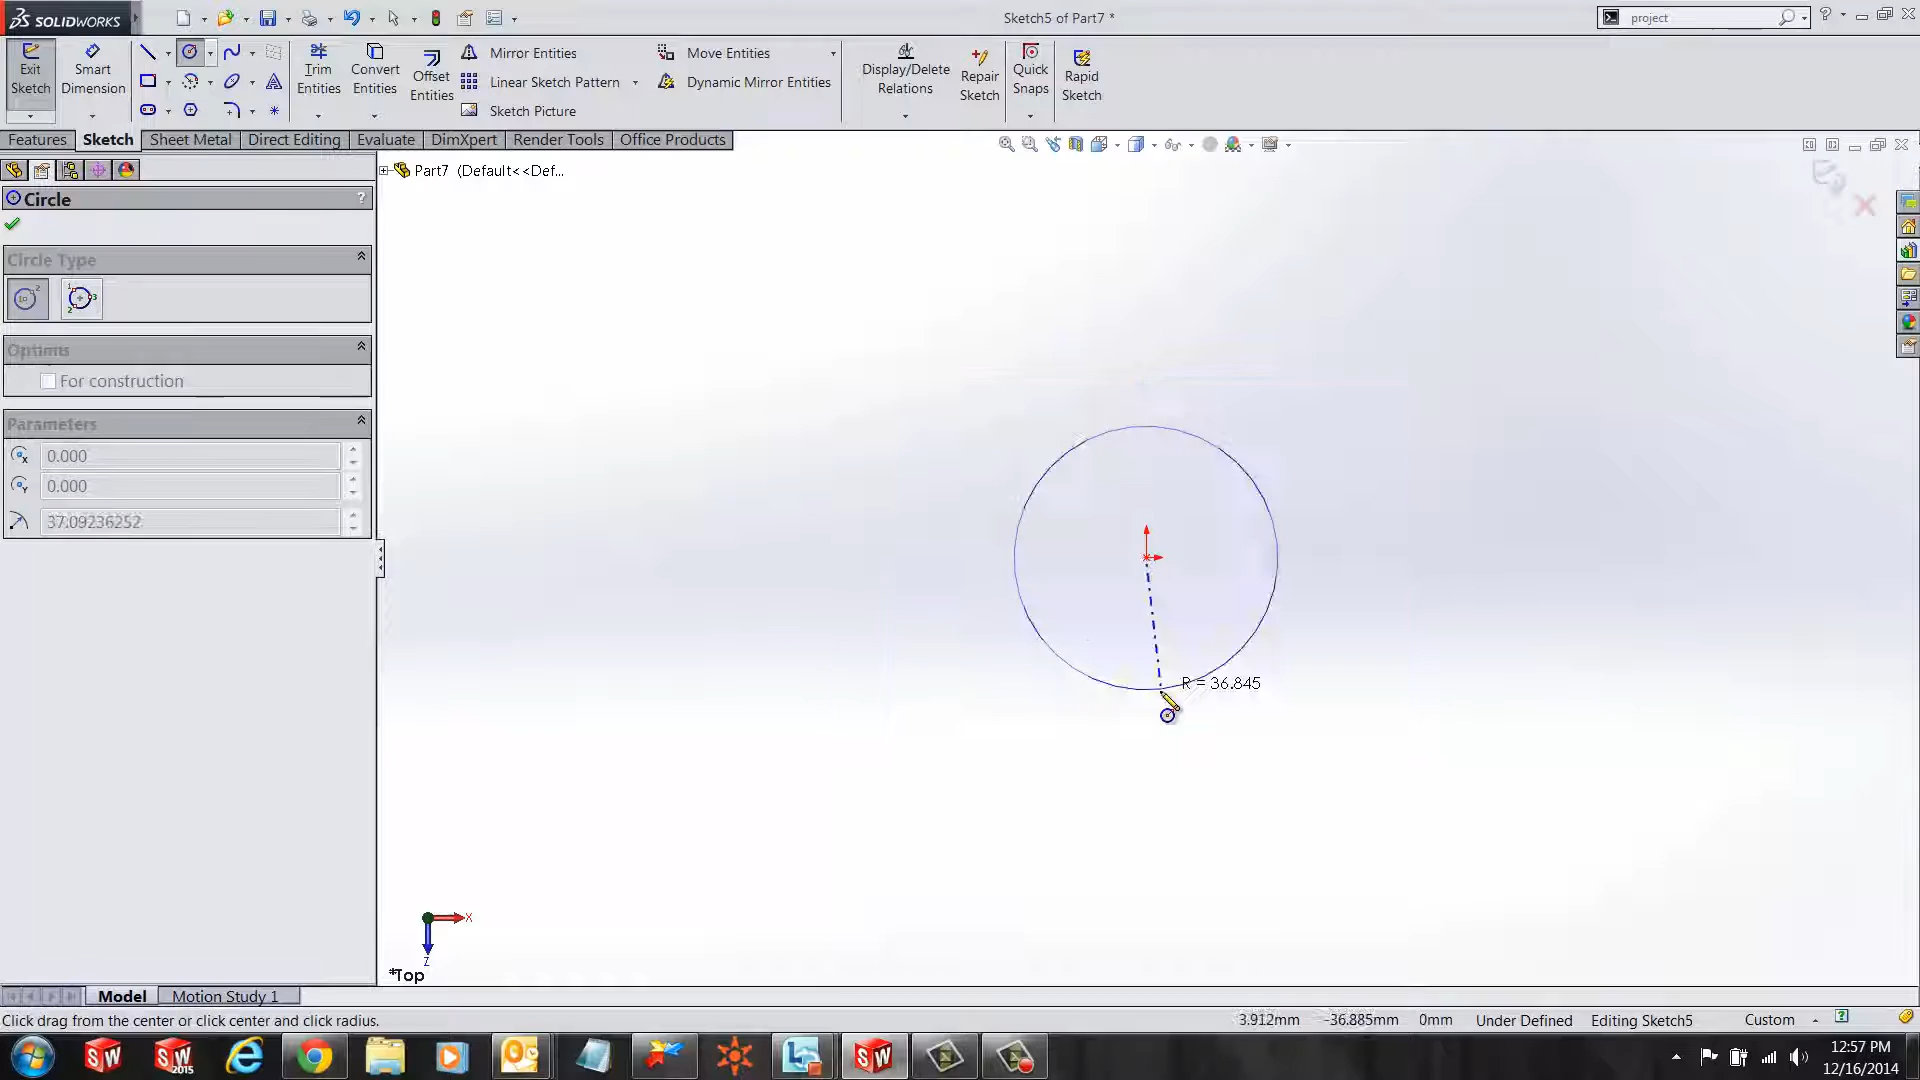 SOLIDWORKS
Sketch5 of Part7 *
project
Exit Sketch
Smart Dimension
Trim Entities
Convert Entities
Offset Entities
Mirror Entities
Linear Sketch Pattern
Sketch Picture
Move Entities
Dynamic Mirror Entities
Display/Delete Relations
Repair Sketch
Quick Snaps
Rapid Sketch
Features
Sketch
Sheet Metal
Direct Editing
Evaluate
DimXpert
Render Tools
Office Products
Part7 (Default<<Def...
Circle
?
Circle Type
Options
For construction
Parameters
0.000
0.000
37.09236252
R = 36.845
X
Z
*Top
Model
Motion Study 1
Click drag from the center or click center and click radius.
3.912mm
-36.885mm
0mm
Under Defined
Editing Sketch5
Custom
SW
SW 2015
SW
12:57 PM
12/16/2014